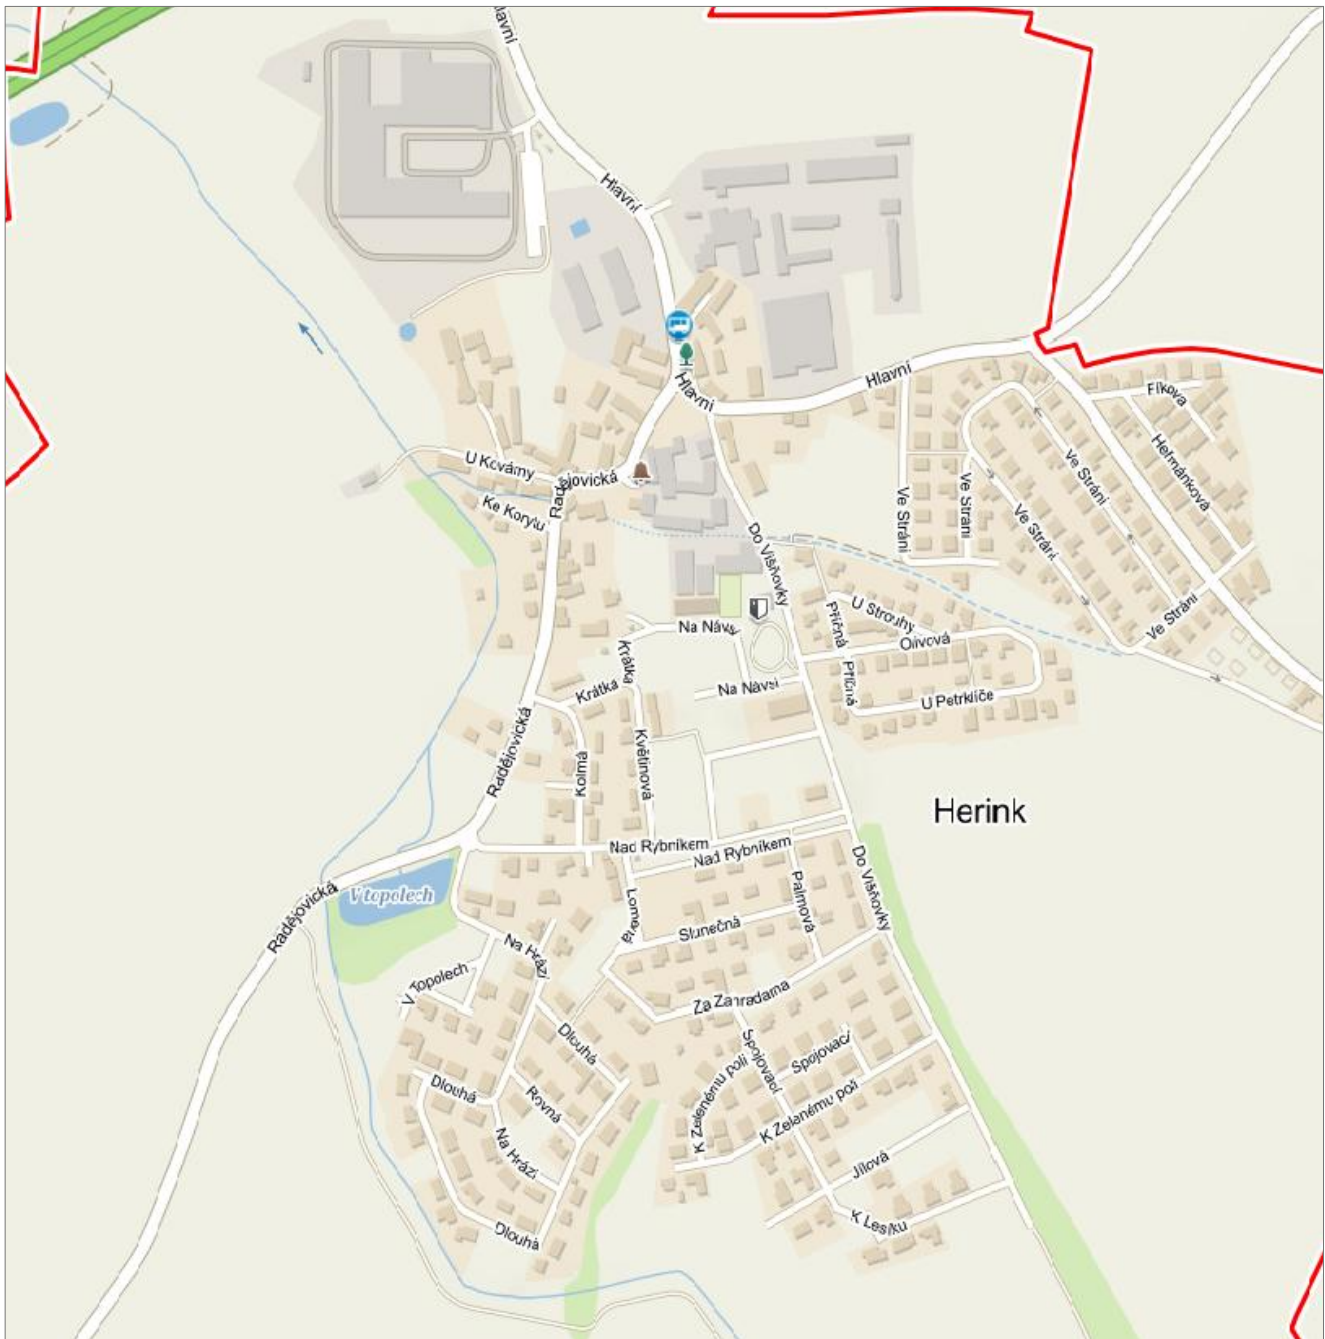 Hlavní
Hlavní
Hlavní
Hlavní
Fíkova
Heřmánková
U Kovárny
Radějovická
Radějovická
Ke Korytu
Ve Stráni
Ve Stráni
Ve Stráni
Ve Stráni
Ve Stráni
Do Višňovky
U Strouhy
Příčná
Olivová
Příčná
U Petrklíče
Na Návsi
Na Návsi
Krátká
Krátká
Květinová
Kolmá
Radějovická
Herink
Nad Rybníkem
Nad Rybníkem
Do Višňovky
Palmová
V topolech
Radějovická
Lomená
Slunečná
Na Hrázi
V Topolech
Za Zahradama
Dlouhá
Spojovací
Spojovací
K Zelenému poli
K Zelenému poli
Dlouhá
Rovná
Na Hrázi
Jílová
K Lesíku
Dlouhá